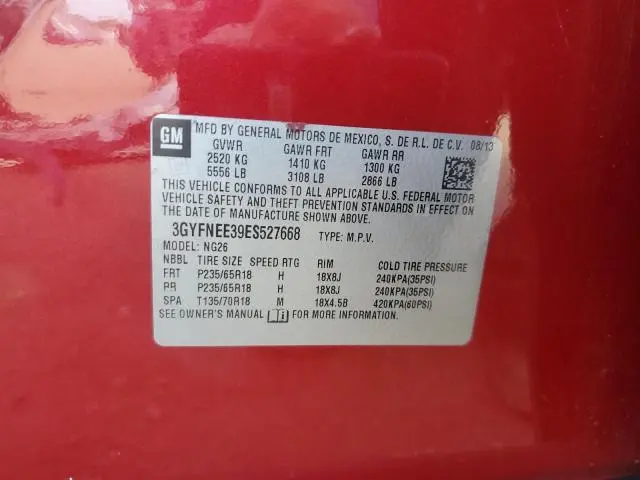 GM MFD BY GENERAL MOTORS DE MEXICO, S. DE R.L. DE C.V. 08/13
GVWR GAWR FRT GAWR RR
2520 KG 1410 KG 1300 KG
5556 LB 3108 LB 2866 LB
THIS VEHICLE CONFORMS TO ALL APPLICABLE U.S. FEDERAL MOTOR
VEHICLE SAFETY AND THEFT PREVENTION STANDARDS IN EFFECT ON
THE DATE OF MANUFACTURE SHOWN ABOVE.
3GYFNEE39ES527668 TYPE: M.P.V.
MODEL: NG26
NBBL TIRE SIZE SPEED RTG RIM COLD TIRE PRESSURE
FRT P235/65R18 H 18X8J 240KPA(35PSI)
RR P235/65R18 H 18X8J 240KPA(35PSI)
SPA T135/70R18 M 18X4.5B 420KPA(60PSI)
SEE OWNER'S MANUAL FOR MORE INFORMATION.